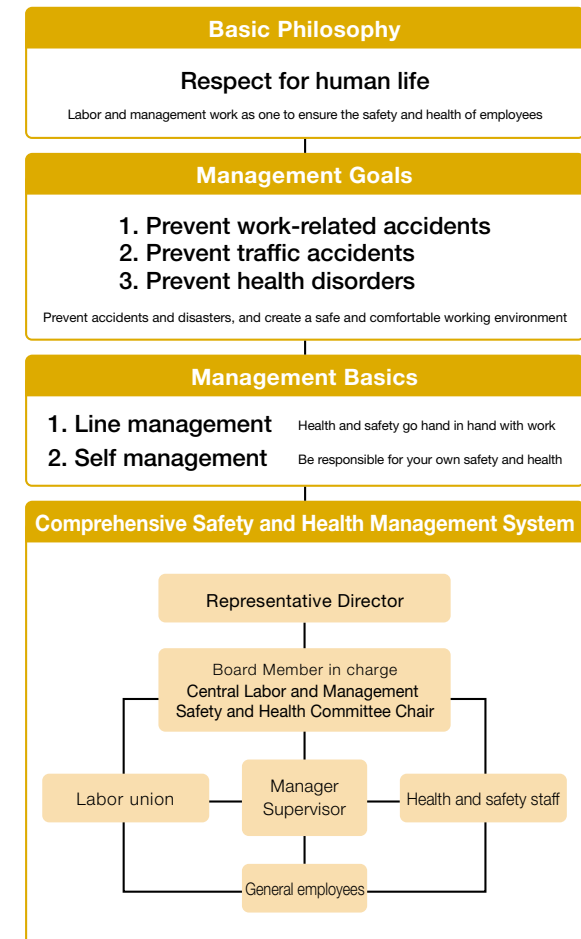 Basic Philosophy
Respect for human life
Labor and management work as one to ensure the safety and health of employees
Management Goals
1. Prevent work-related accidents
2. Prevent traffic accidents
3. Prevent health disorders
Prevent accidents and disasters, and create a safe and comfortable working environment
Management Basics
1. Line management Health and safety go hand in hand with work
2. Self management Be responsible for your own safety and health
Comprehensive Safety and Health Management System
Representative Director
Board Member in charge
Central Labor and Management
Safety and Health Committee Chair
Labor union
Manager
Supervisor
Health and safety staff
General employees